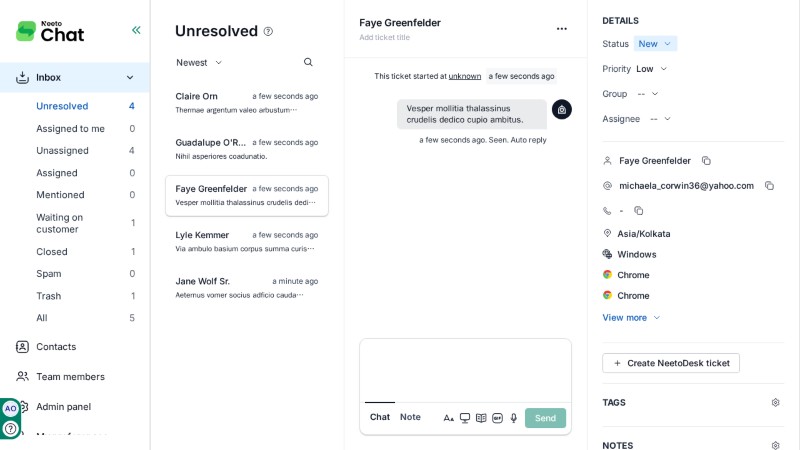 Neeto
Chat
Inbox
Unresolved 4
Assigned to me 0
Unassigned 4
Assigned 0
Mentioned 0
Waiting on
customer 1
Closed 1
Spam 0
Trash 1
All 5
Contacts
Team members
Admin panel
AO
Unresolved
Newest
Claire Orn a few seconds ago
Thermae argentum valeo arbustum...
Guadalupe O'R... a few seconds ago
Nihil asperiores coadunatio.
Faye Greenfelder a few seconds ago
Vesper mollitia thalassinus crudelis dedi...
Lyle Kemmer a few seconds ago
Via ambulo basium corpus summa curis...
Jane Wolf Sr. a minute ago
Aeternus vomer socius adficio cauda...
Faye Greenfelder
Add ticket title
This ticket started at unknown a few seconds ago
Vesper mollitia thalassinus
crudelis dedico cupio ambitus.
a few seconds ago. Seen. Auto reply
Chat Note
GIF
Send
DETAILS
Status New
Priority Low
Group --
Assignee --
Faye Greenfelder
michaela_corwin36@yahoo.com
-
Asia/Kolkata
Windows
Chrome
Chrome
View more
+ Create NeetoDesk ticket
TAGS
NOTES